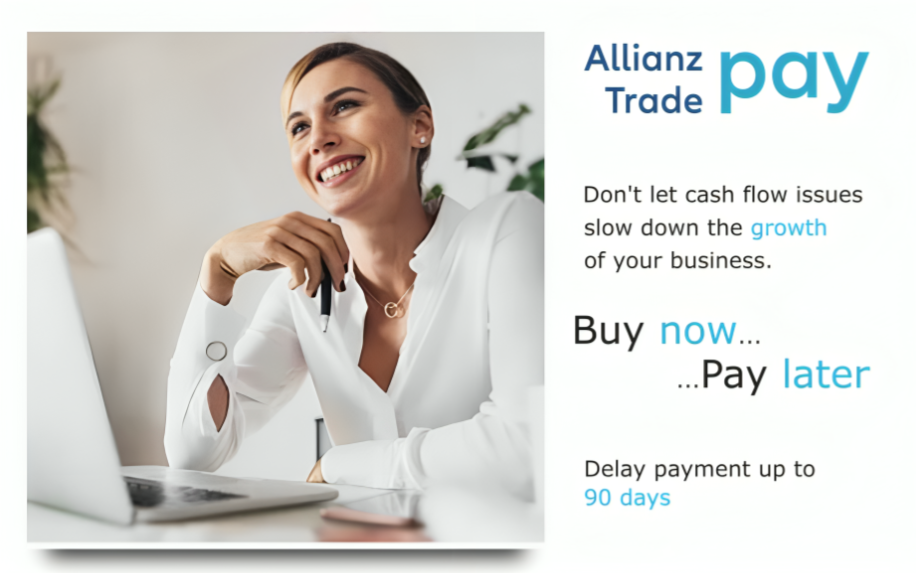 Allianz
Trade
pay
Don't let cash flow issues
slow down the growth
of your business.
Buy now...
...Pay later
Delay payment up to
90 days